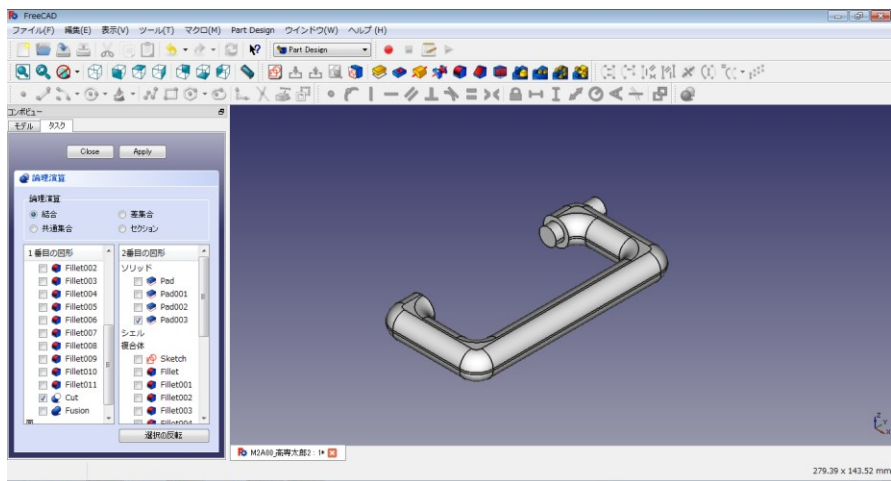 FreeCAD
ファイル(F) 編集(E) 表示(V) ツール(T) マクロ(M) Part Design ウインドウ(W) ヘルプ(H)
Part Design
コンボビュー
モデル タスク
Close Apply
論理演算
論理演算
結合 差集合
共通集合 セクション
1番目の図形
Fillet002
Fillet003
Fillet004
Fillet005
Fillet006
Fillet007
Fillet008
Fillet009
Fillet010
Fillet011
Cut
Fusion
2番目の図形
ソリッド
Pad
Pad001
Pad002
Pad003
シェル
複合体
Sketch
Fillet
Fillet001
Fillet002
Fillet003
Fillet004
選択の反転
M2A00_高専太郎2 : 1*
z
y
x
279.39 x 143.52 mm